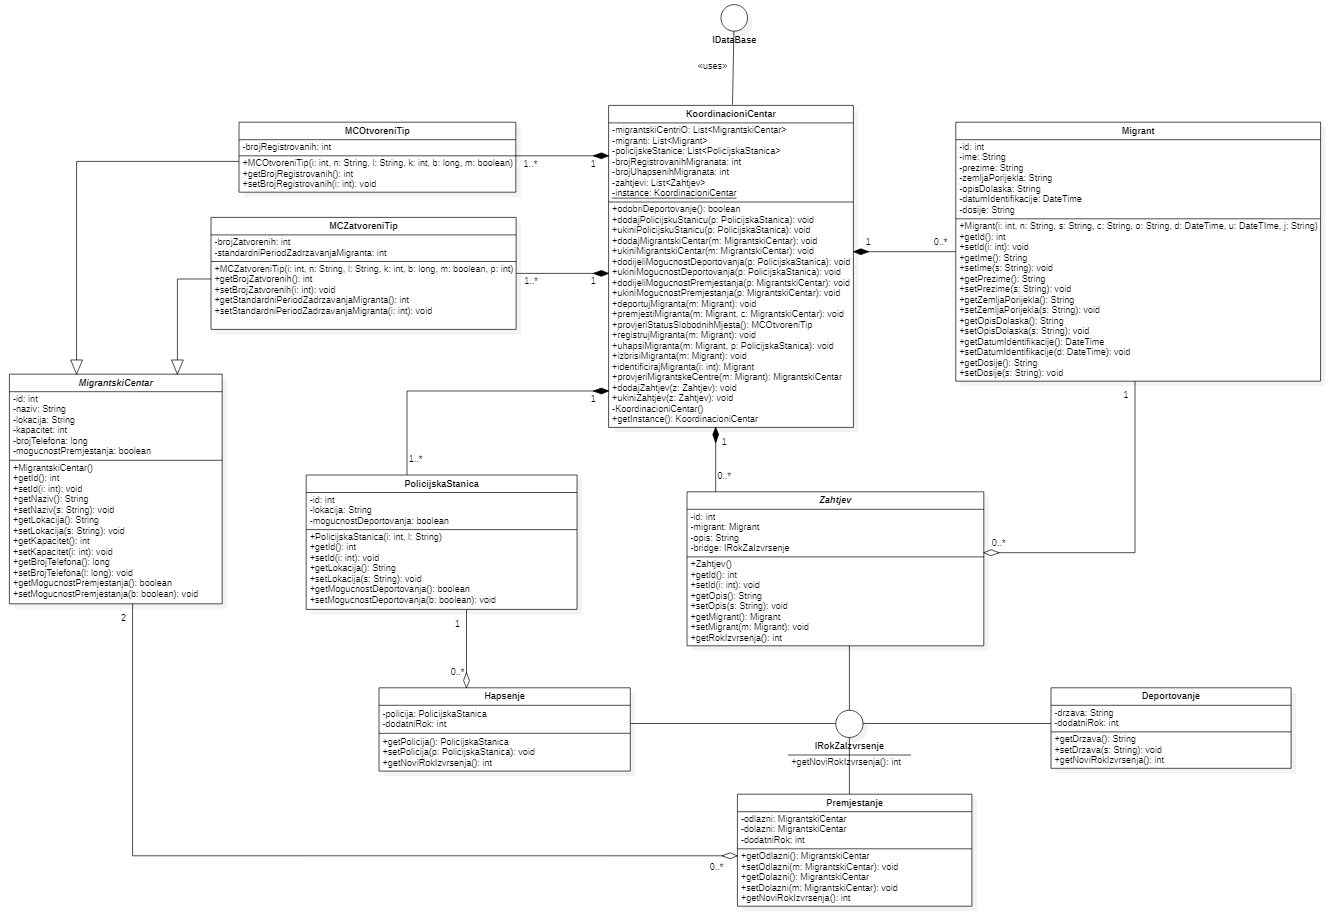 IDataBase
«uses»
MCOtvoreniTip
-brojRegistrovanih: int
+MCOtvoreniTip(i: int, n: String, l: String, k: int, b: long, m: boolean)
+getBrojRegistrovanih(): int
+setBrojRegistrovanih(i: int): void
1..*
1
MCZatvoreniTip
-brojZatvorenih: int
-standardniPeriodZadrzavanjaMigranta: int
+MCZatvoreniTip(i: int, n: String, l: String, k: int, b: long, m: boolean, p: int)
+getBrojZatvorenih(): int
+setBrojZatvorenih(i: int): void
+getStandardniPeriodZadrzavanjaMigranta(): int
+setStandardniPeriodZadrzavanjaMigranta(i: int): void
1..*
1
KoordinacioniCentar
-migrantskiCentriO: List<MigrantskiCentar>
-migranti: List<Migrant>
-policijskeStanice: List<PolicijskaStanica>
-brojRegistrovanihMigranata: int
-brojUhapsenihMigranata: int
-zahtjevi: List<Zahtjev>
-instance: KoordinacioniCentar
+odobriDeportovanje(): boolean
+dodajPolicijskuStanicu(p: PolicijskaStanica): void
+ukiniPolicijskuStanicu(p: PolicijskaStanica): void
+dodajMigrantskiCentar(m: MigrantskiCentar): void
+ukiniMigrantskiCentar(m: MigrantskiCentar): void
+dodijeliMogucnostDeportovanja(p: PolicijskaStanica): void
+ukiniMogucnostDeportovanja(p: PolicijskaStanica): void
+dodijeliMogucnostPremjestanja(p: MigrantskiCentar): void
+ukiniMogucnostPremjestanja(p: MigrantskiCentar): void
+deportujMigranta(m: Migrant): void
+premjestiMigranta(m: Migrant, c: MigrantskiCentar): void
+provjeriStatusSlobodnihMjesta(): MCOtvoreniTip
+registrujMigranta(m: Migrant): void
+uhapsiMigranta(m: Migrant, p: PolicijskaStanica): void
+izbrisiMigranta(m: Migrant): void
+identificirajMigranta(i: int): Migrant
+provjeriMigrantskeCentre(m: Migrant): MigrantskiCentar
+dodajZahtjev(z: Zahtjev): void
+ukiniZahtjev(z: Zahtjev): void
-KoordinacioniCentar()
+getInstance(): KoordinacioniCentar
1
0..*
Migrant
-id: int
-ime: String
-prezime: String
-zemljaPorijekla: String
-opisDolaska: String
-datumIdentifikacije: DateTime
-dosije: String
+Migrant(i: int, n: String, s: String, c: String, o: String, d: DateTime, u: DateTIme, j: String)
+getId(): int
+setId(i: int): void
+getIme(): String
+setIme(s: String): void
+getPrezime(): String
+setPrezime(s: String): void
+getZemljaPorijekla(): String
+setZemljaPorijekla(s: String): void
+getOpisDolaska(): String
+setOpisDolaska(s: String): void
+getDatumIdentifikacije(): DateTime
+setDatumIdentifikacije(d: DateTime): void
+getDosije(): String
+setDosije(s: String): void
1
MigrantskiCentar
-id: int
-naziv: String
-lokacija: String
-kapacitet: int
-brojTelefona: long
-mogucnostPremjestanja: boolean
+MigrantskiCentar()
+getId(): int
+setId(i: int): void
+getNaziv(): String
+setNaziv(s: String): void
+getLokacija(): String
+setLokacija(s: String): void
+getKapacitet(): int
+setKapacitet(i: int): void
+getBrojTelefona(): long
+setBrojTelefona(l: long): void
+getMogucnostPremjestanja(): boolean
+setMogucnostPremjestanja(b: boolean): void
2
1
1..*
PolicijskaStanica
-id: int
-lokacija: String
-mogucnostDeportovanja: boolean
+PolicijskaStanica(i: int, l: String)
+getId(): int
+setId(i: int): void
+getLokacija(): String
+setLokacija(s: String): void
+getMogucnostDeportovanja(): boolean
+setMogucnostDeportovanja(b: boolean): void
1
0..*
1
0..*
Zahtjev
-id: int
-migrant: Migrant
-opis: String
-bridge: IRokZaIzvrsenje
+Zahtjev()
+getId(): int
+setId(i: int): void
+getOpis(): String
+setOpis(s: String): void
+getMigrant(): Migrant
+setMigrant(m: Migrant): void
+getRokIzvrsenja(): int
0..*
Hapsenje
-policija: PolicijskaStanica
-dodatniRok: int
+getPolicija(): PolicijskaStanica
+setPolicija(p: PolicijskaStanica): void
+getNoviRokIzvrsenja(): int
IRokZaIzvrsenje
+getNoviRokIzvrsenja(): int
Deportovanje
-drzava: String
-dodatniRok: int
+getDrzava(): String
+setDrzava(s: String): void
+getNoviRokIzvrsenja(): int
Premjestanje
-odlazni: MigrantskiCentar
-dolazni: MigrantskiCentar
-dodatniRok: int
+getOdlazni(): MigrantskiCentar
+setOdlazni(m: MigrantskiCentar): void
+getDolazni(): MigrantskiCentar
+setDolazni(m: MigrantskiCentar): void
+getNoviRokIzvrsenja(): int
0..*